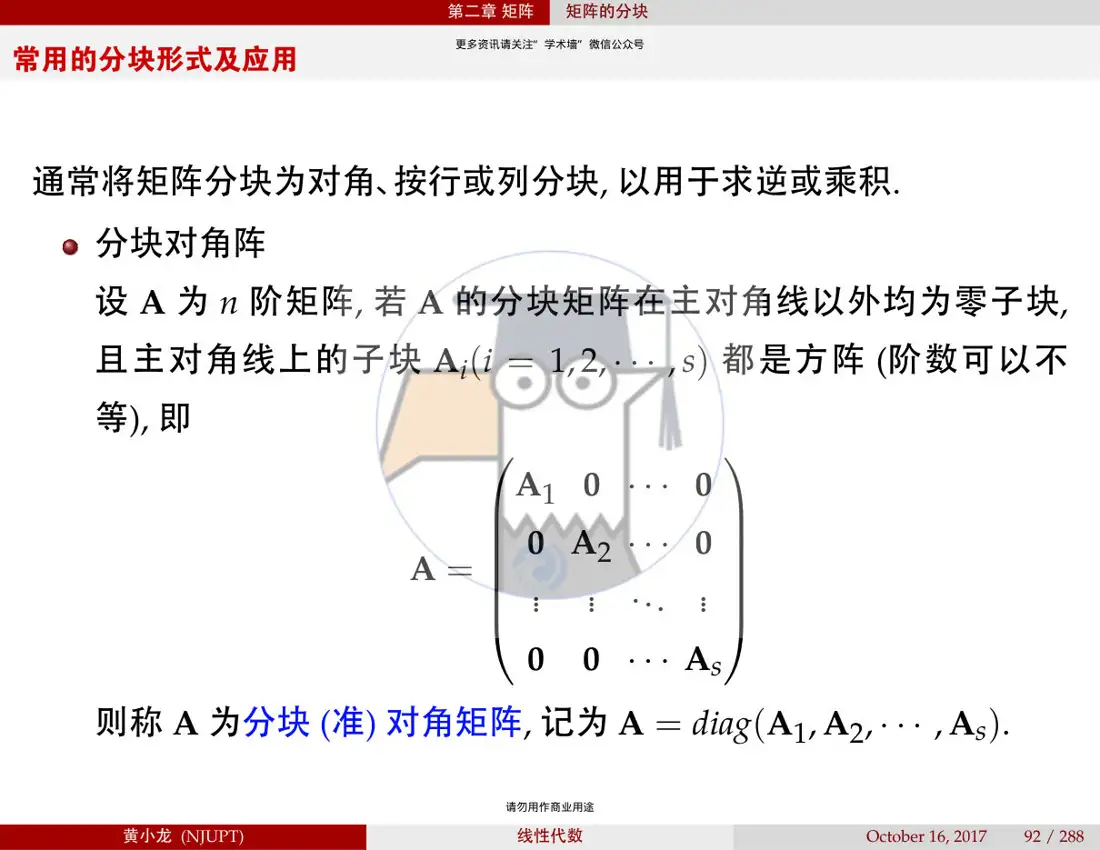 第二章 矩阵 矩阵的分块
更多资讯请关注“学术墙”微信公众号
常用的分块形式及应用
通常将矩阵分块为对角、按行或列分块, 以用于求逆或乘积.
分块对角阵
设 A 为 n 阶矩阵, 若 A 的分块矩阵在主对角线以外均为零子块,
且主对角线上的子块 A_i(i = 1,2,⋯,s) 都是方阵 (阶数可以不
等), 即
A_1 0 ⋯ 0
0 A_2 ⋯ 0
A =
⋮ ⋮ ⋱ ⋮
0 0 ⋯ A_s
则称 A 为分块 (准) 对角矩阵, 记为 A = diag(A_1, A_2, ⋯ , A_s).
请勿用作商业用途
黄小龙 (NJUPT) 线性代数 October 16, 2017 92 / 288